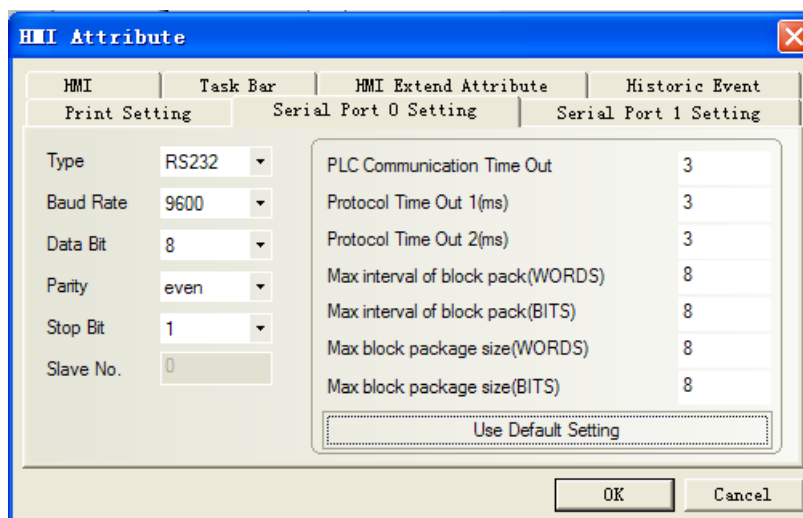 HMI Attribute
HMI Task Bar HMI Extend Attribute Historic Event
Print Setting Serial Port 0 Setting Serial Port 1 Setting
Type RS232
Baud Rate 9600
Data Bit 8
Parity even
Stop Bit 1
Slave No. 0
PLC Communication Time Out 3
Protocol Time Out 1(ms) 3
Protocol Time Out 2(ms) 3
Max interval of block pack(WORDS) 8
Max interval of block pack(BITS) 8
Max block package size(WORDS) 8
Max block package size(BITS) 8
Use Default Setting
OK Cancel